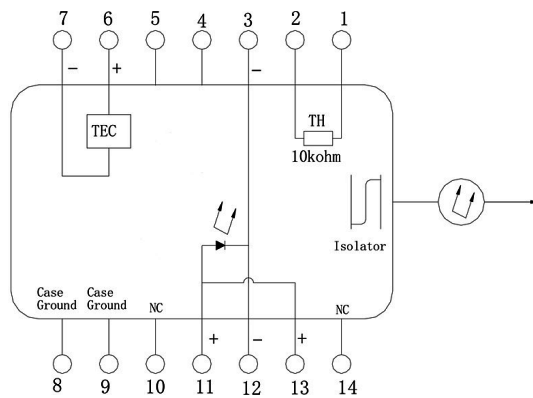 7 6 5 4 3 2 1
- + -
TEC
TH
10kohm
Isolator
Case
Ground
Case
Ground
NC
NC
+ - +
8 9 10 11 12 13 14